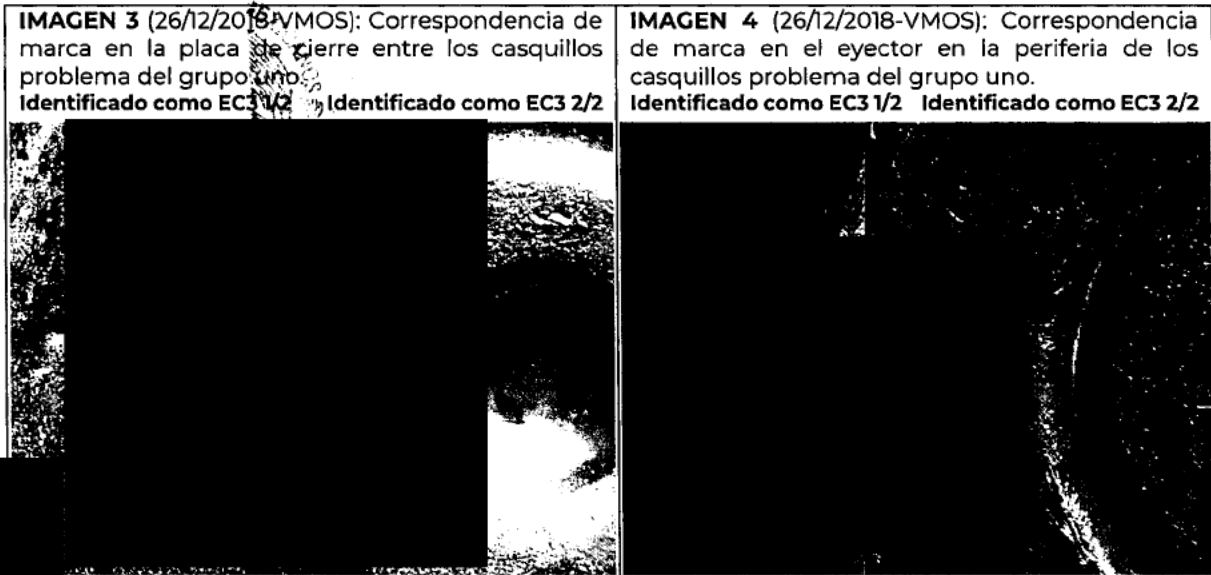 IMAGEN 3 (26/12/2018-VMOS): Correspondencia de
marca en la placa de cierre entre los casquillos
problema del grupo uno.
Identificado como EC3 1/2 Identificado como EC3 2/2
IMAGEN 4 (26/12/2018-VMOS): Correspondencia
de marca en el eyector en la periferia de los
casquillos problema del grupo uno.
Identificado como EC3 1/2 Identificado como EC3 2/2